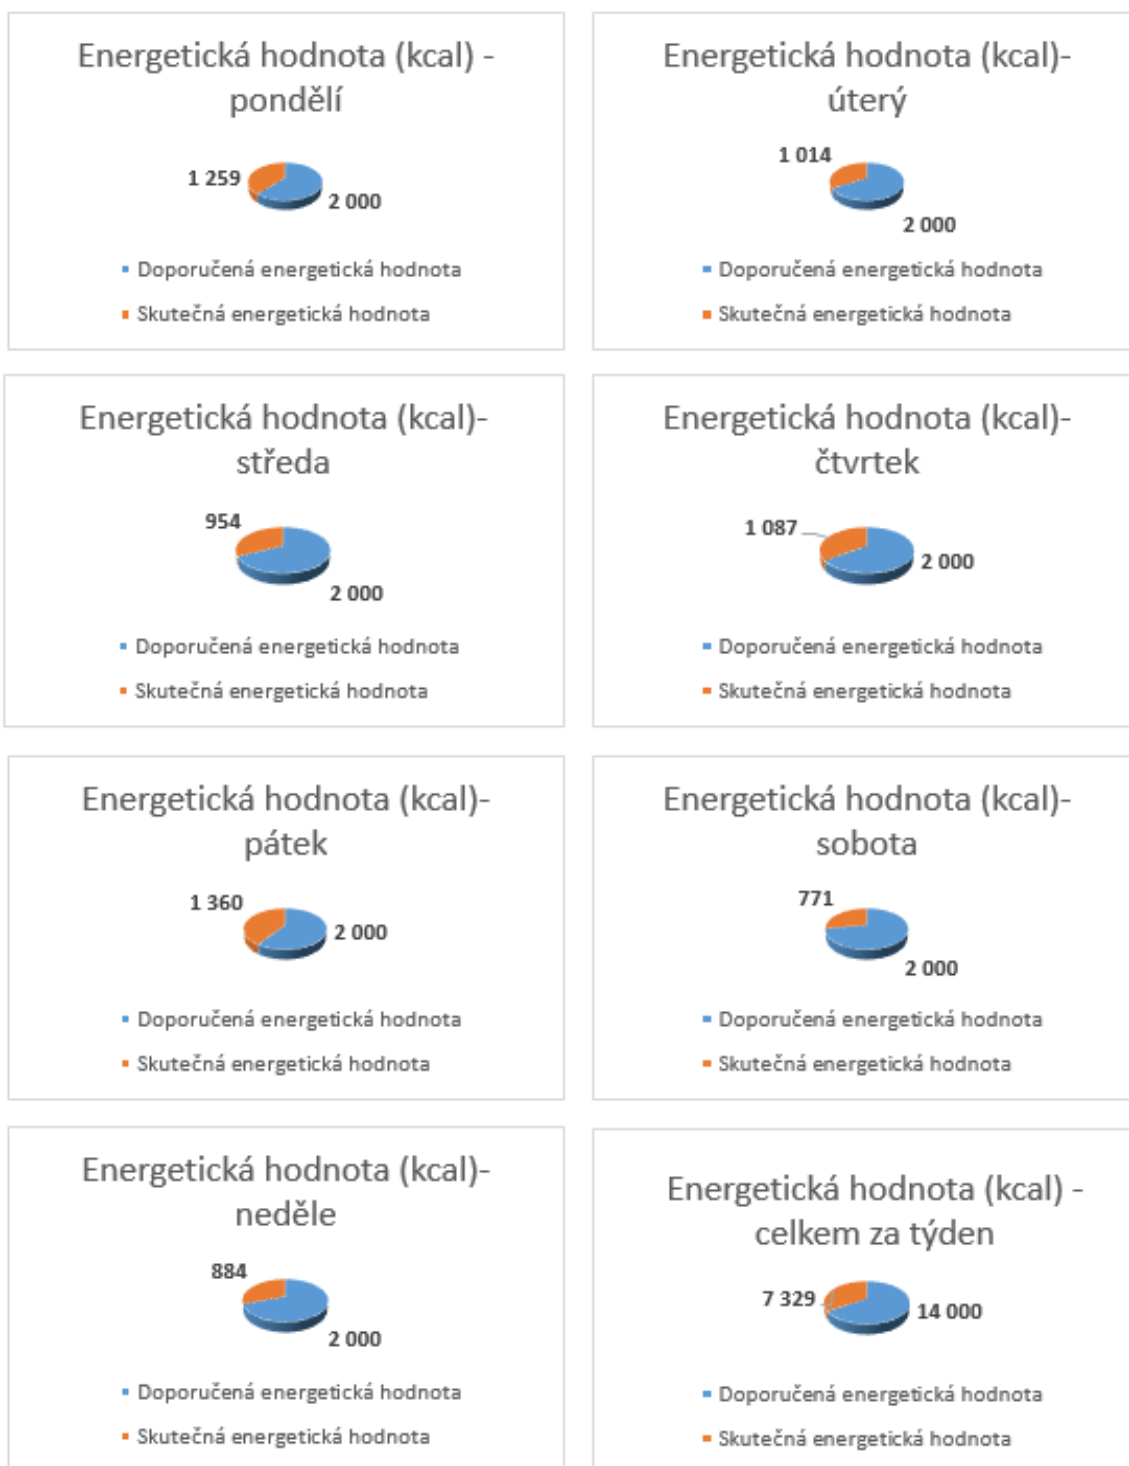 Energetická hodnota (kcal) -
pondělí
1 259
2 000
Doporučená energetická hodnota
Skutečná energetická hodnota
Energetická hodnota (kcal)-
úterý
1 014
2 000
Doporučená energetická hodnota
Skutečná energetická hodnota
Energetická hodnota (kcal)-
středa
954
2 000
Doporučená energetická hodnota
Skutečná energetická hodnota
Energetická hodnota (kcal)-
čtvrtek
1 087
2 000
Doporučená energetická hodnota
Skutečná energetická hodnota
Energetická hodnota (kcal)-
pátek
1 360
2 000
Doporučená energetická hodnota
Skutečná energetická hodnota
Energetická hodnota (kcal)-
sobota
771
2 000
Doporučená energetická hodnota
Skutečná energetická hodnota
Energetická hodnota (kcal)-
neděle
884
2 000
Doporučená energetická hodnota
Skutečná energetická hodnota
Energetická hodnota (kcal) -
celkem za týden
7 329
14 000
Doporučená energetická hodnota
Skutečná energetická hodnota